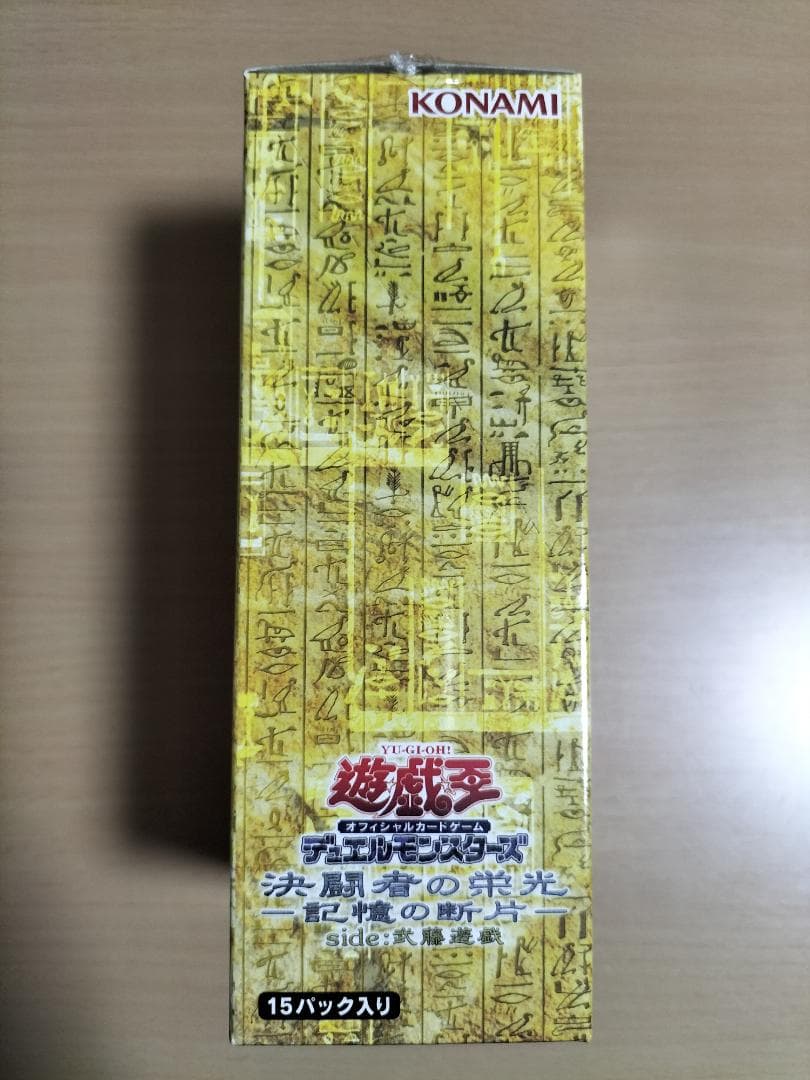 KONAMI
YU-GI-OH!
遊戯王
オフィシャルカードゲーム
デュエルモンスターズ
決闘者の栄光
－記憶の断片－
side:武藤遊戯
15パック入り